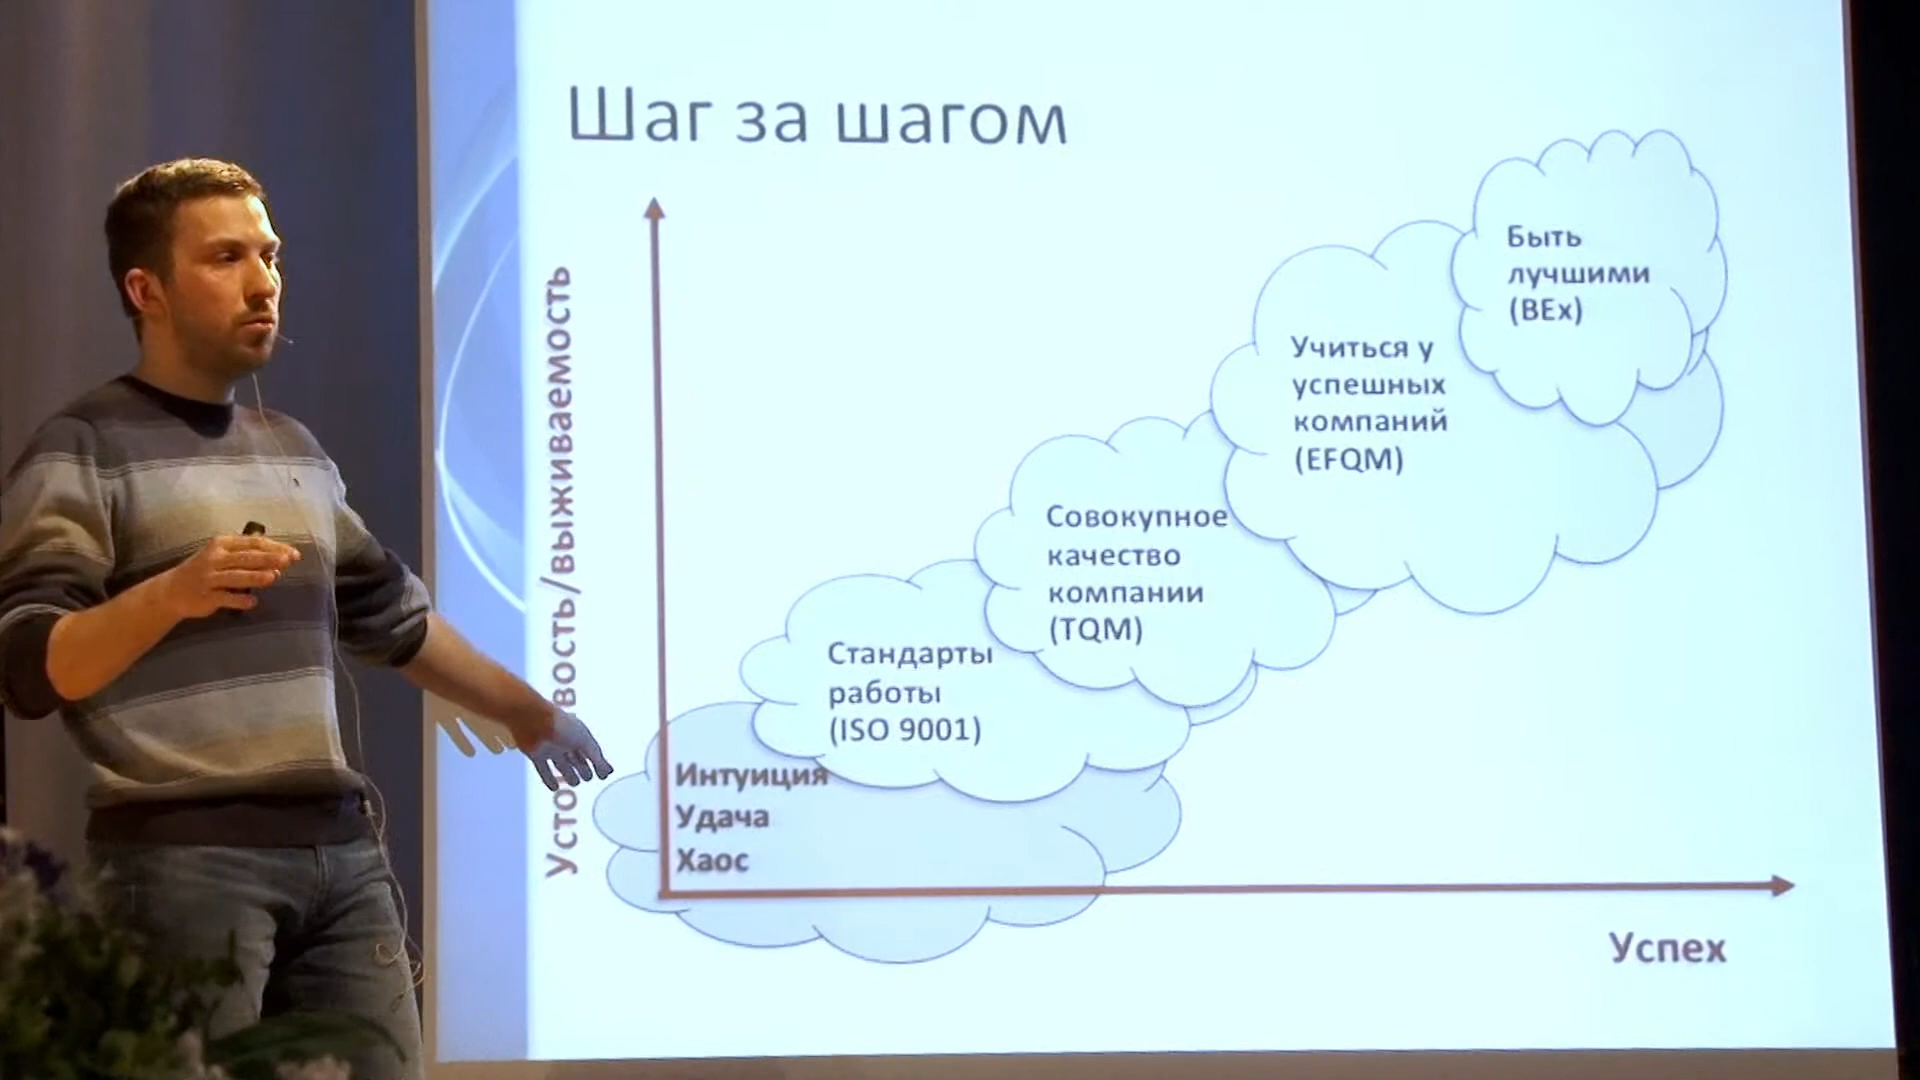 Шаг за шагом
Быть
лучшими
(BEx)
Учиться у
успешных
компаний
(EFQM)
Совокупное
качество
компании
(TQM)
Стандарты
работы
(ISO 9001)
Интуиция
Удача
Хаос
/выживаемость
Успех